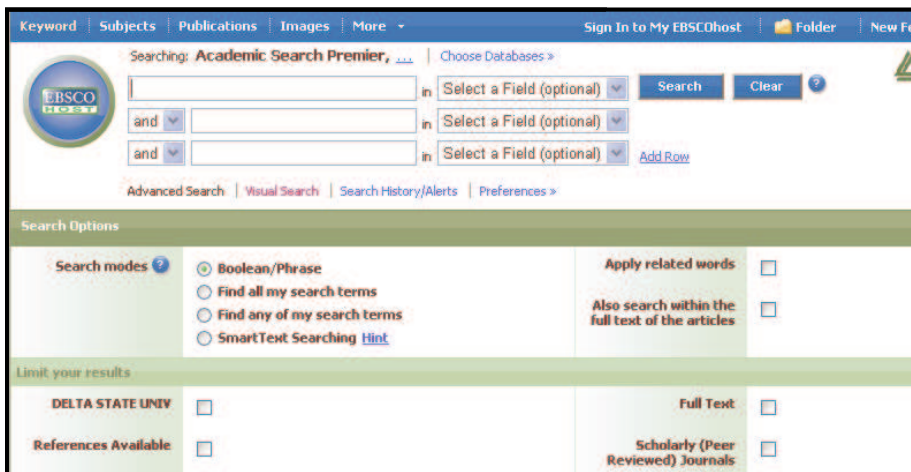 Keyword Subjects Publications Images More Sign In to My EBSCOhost Folder New
Searching: Academic Search Premier, ... Choose Databases »
EBSCO
HOST
in Select a Field (optional) Search Clear ?
and in Select a Field (optional)
and in Select a Field (optional) Add Row
Advanced Search Visual Search Search History/Alerts Preferences »
Search Options
Search modes ? Boolean/Phrase Apply related words
Find all my search terms
Find any of my search terms Also search within the
full text of the articles
SmartText Searching Hint
Limit your results
DELTA STATE UNIV Full Text
References Available Scholarly (Peer
Reviewed) Journals